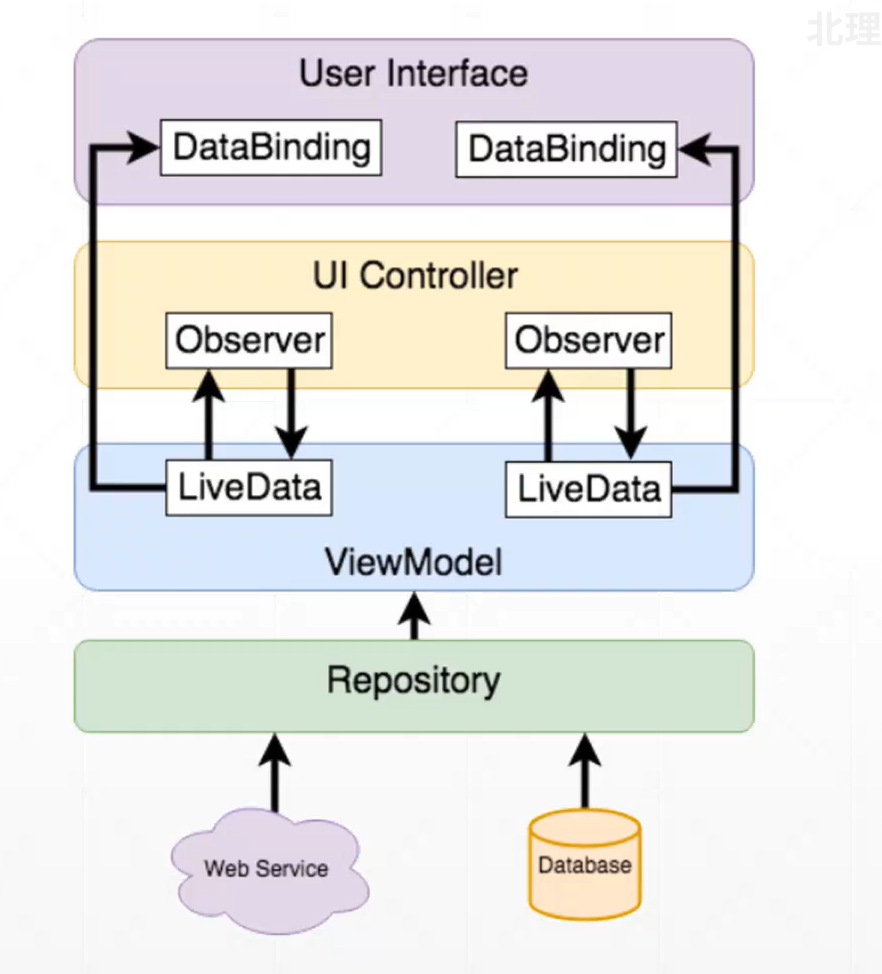 北理
User Interface
DataBinding
DataBinding
UI Controller
Observer
Observer
LiveData
LiveData
ViewModel
Repository
Web Service
Database